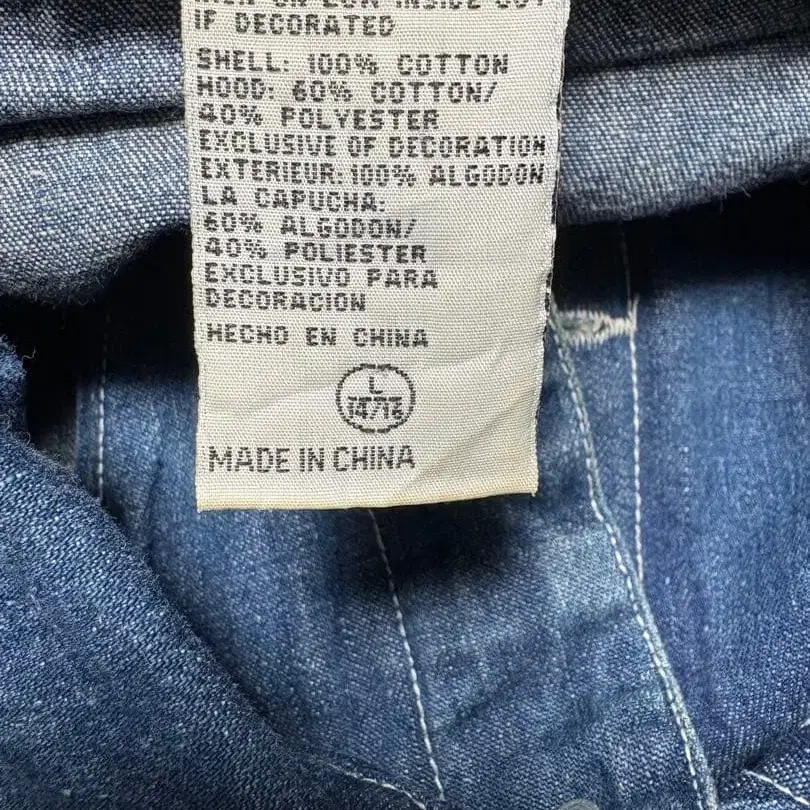 IF DECORATED
SHELL: 100% COTTON
HOOD: 60% COTTON/
40% POLYESTER
EXCLUSIVE OF DECORATION
EXTERIEUR: 100% ALGODON
LA CAPUCHA:
60% ALGODON/
40% POLIESTER
EXCLUSIVO PARA
DECORACION
HECHO EN CHINA
L
14/16
MADE IN CHINA